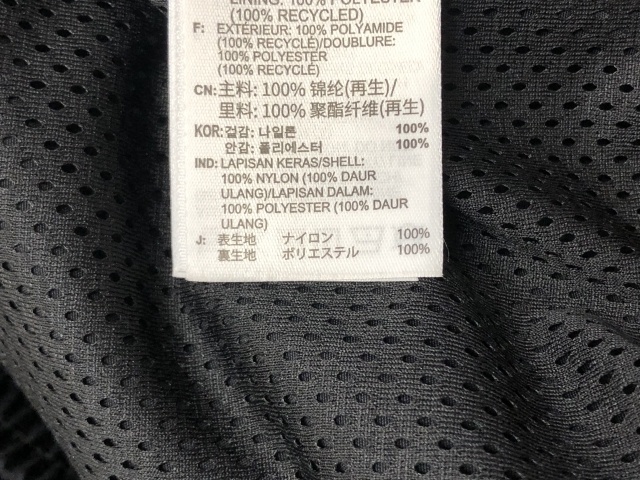 LINING: 100% POLYESTER
(100% RECYCLED)
F: EXTÉRIEUR: 100% POLYAMIDE
(100% RECYCLÉ)/DOUBLURE:
100% POLYESTER
(100% RECYCLÉ)
CN: 主料: 100% 锦纶(再生)/
里料: 100% 聚酯纤维(再生)
KOR: 겉감: 나일론 100%
안감: 폴리에스터 100%
IND: LAPISAN KERAS/SHELL:
100% NYLON (100% DAUR
ULANG)/LAPISAN DALAM:
100% POLYESTER (100% DAUR
ULANG)
J: 表生地 ナイロン 100%
裏生地 ポリエステル 100%